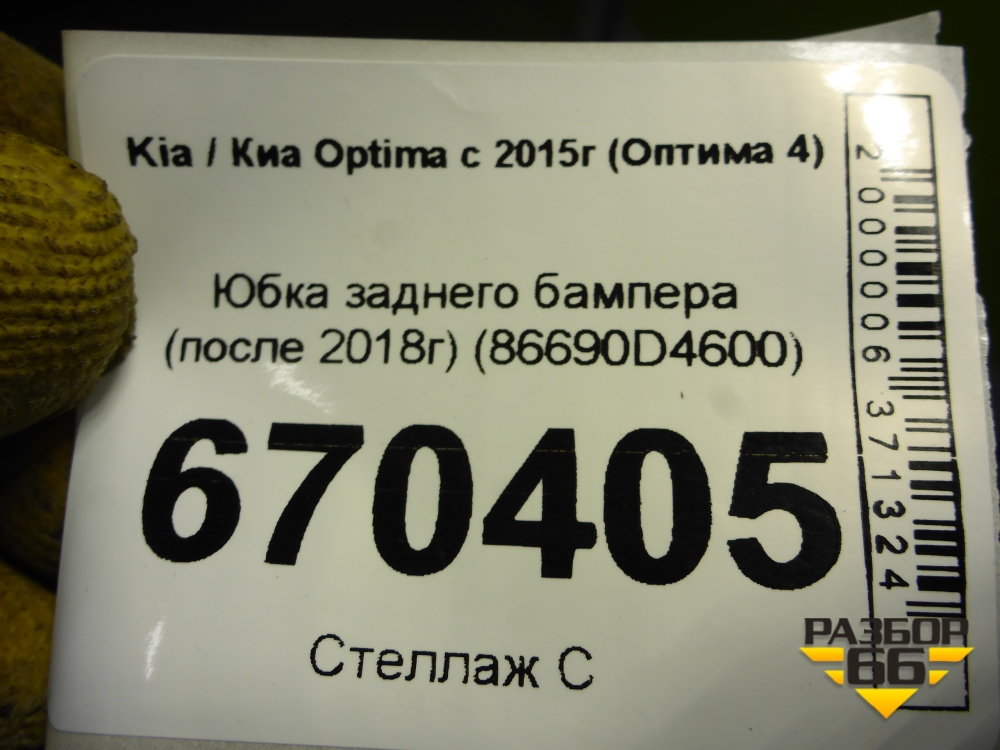 Kia / Киа Optima с 2015г (Оптима 4)
Юбка заднего бампера
(после 2018г) (86690D4600)
670405
Стеллаж С
2000006371324
РАЗБОР
66